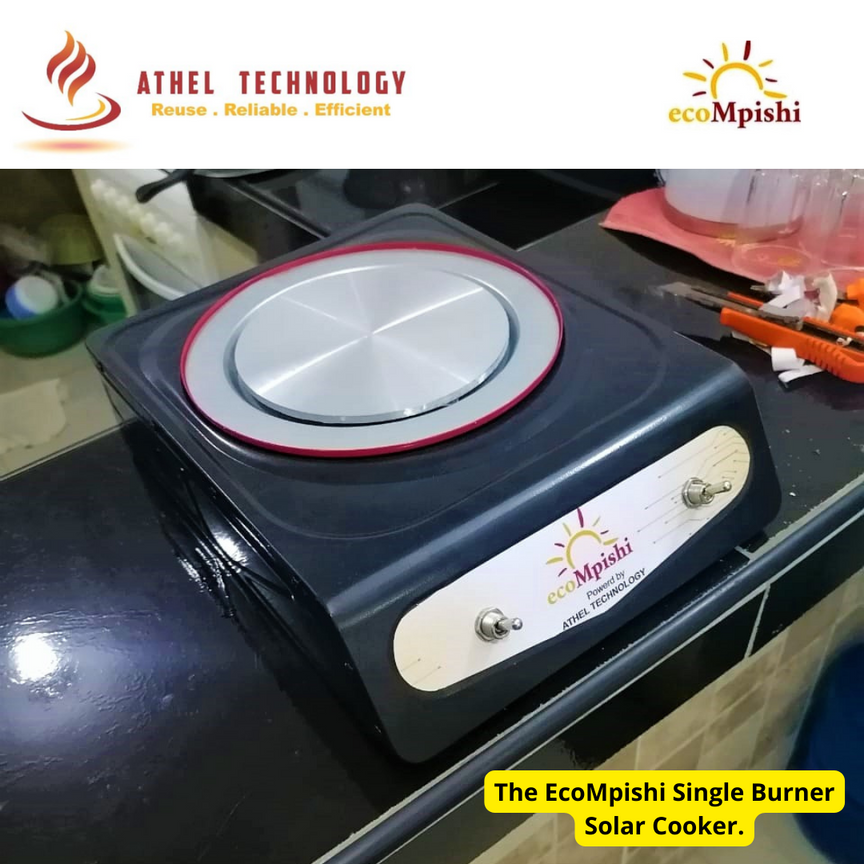 ATHEL TECHNOLOGY
Reuse . Reliable . Efficient
ecoMpishi
ecoMpishi
Powerd by
ATHEL TECHNOLOGY
The EcoMpishi Single Burner
Solar Cooker.